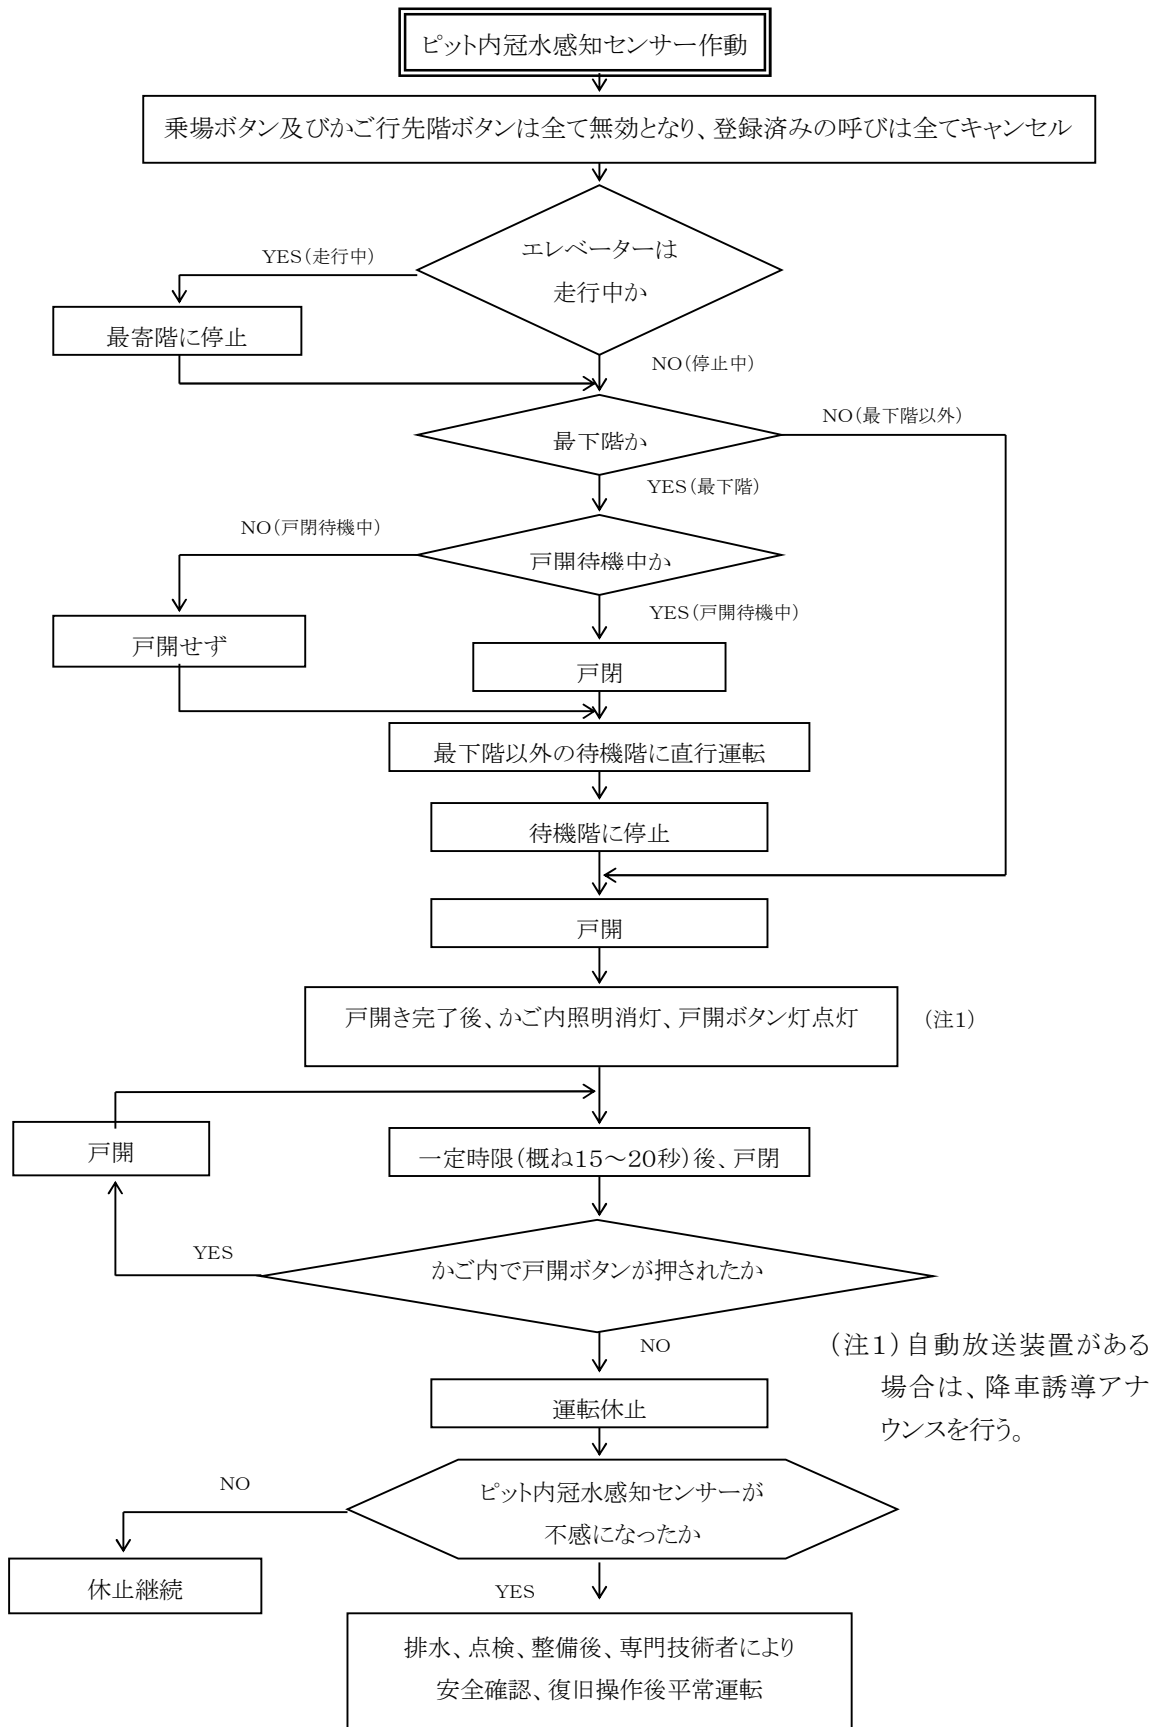 ピット内冠水感知センサー作動
乗場ボタン及びかご行先階ボタンは全て無効となり、登録済みの呼びは全てキャンセル
エレベーターは
走行中か
YES(走行中)
最寄階に停止
NO(停止中)
最下階か
NO(最下階以外)
YES(最下階)
戸開待機中か
NO(戸閉待機中)
戸開せず
YES(戸開待機中)
戸閉
最下階以外の待機階に直行運転
待機階に停止
戸開
戸開き完了後、かご内照明消灯、戸開ボタン灯点灯
(注1)
戸開
一定時限(概ね15~20秒)後、戸閉
YES
かご内で戸開ボタンが押されたか
NO
(注1)自動放送装置がある
場合は、降車誘導アナ
ウンスを行う。
運転休止
NO
ピット内冠水感知センサーが
不感になったか
休止継続
YES
排水、点検、整備後、専門技術者により
安全確認、復旧操作後平常運転